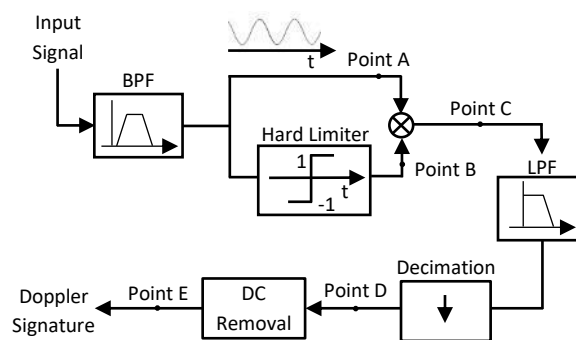 Input
Signal
t
Point A
BPF
Point C
Hard Limiter
1
-1
t
Point B
LPF
Decimation
Doppler
Signature
Point E
DC
Removal
Point D